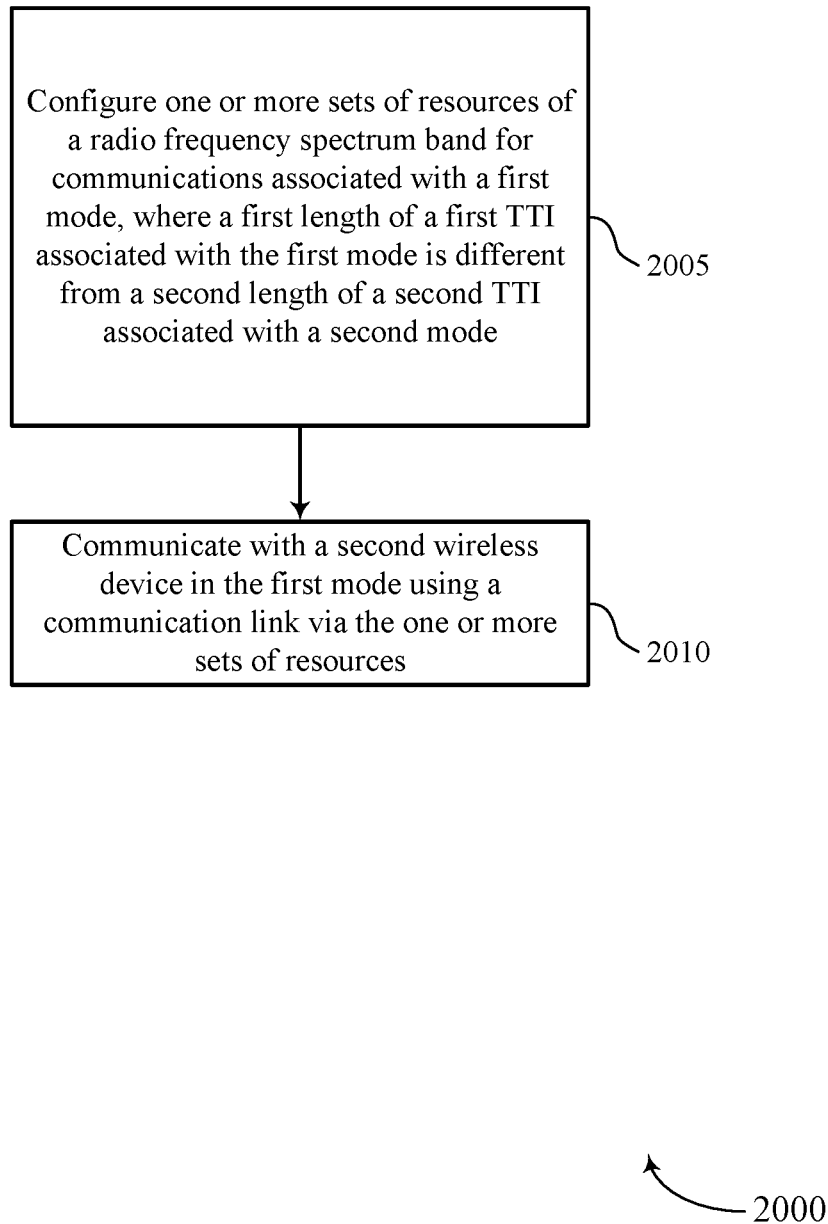 Configure one or more sets of resources of
a radio frequency spectrum band for
communications associated with a first
mode, where a first length of a first TTI
associated with the first mode is different
from a second length of a second TTI
associated with a second mode
2005
Communicate with a second wireless
device in the first mode using a
communication link via the one or more
sets of resources
2010
2000